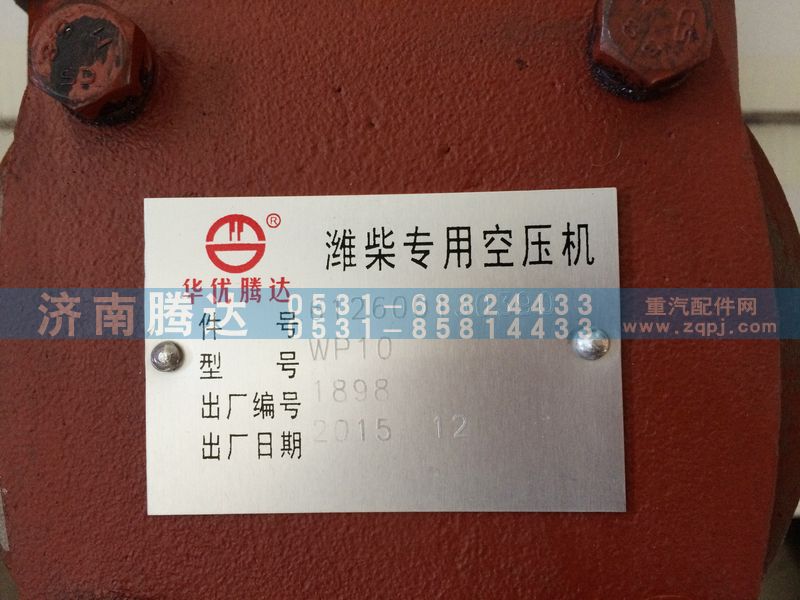 SP
®
华优腾达
潍柴专用空压机
件 号
型 号 WP10
出厂编号 1898
出厂日期 2015 12
济南腾达
0531-68824433
0531-85814433
重汽配件网
www.zqpj.com